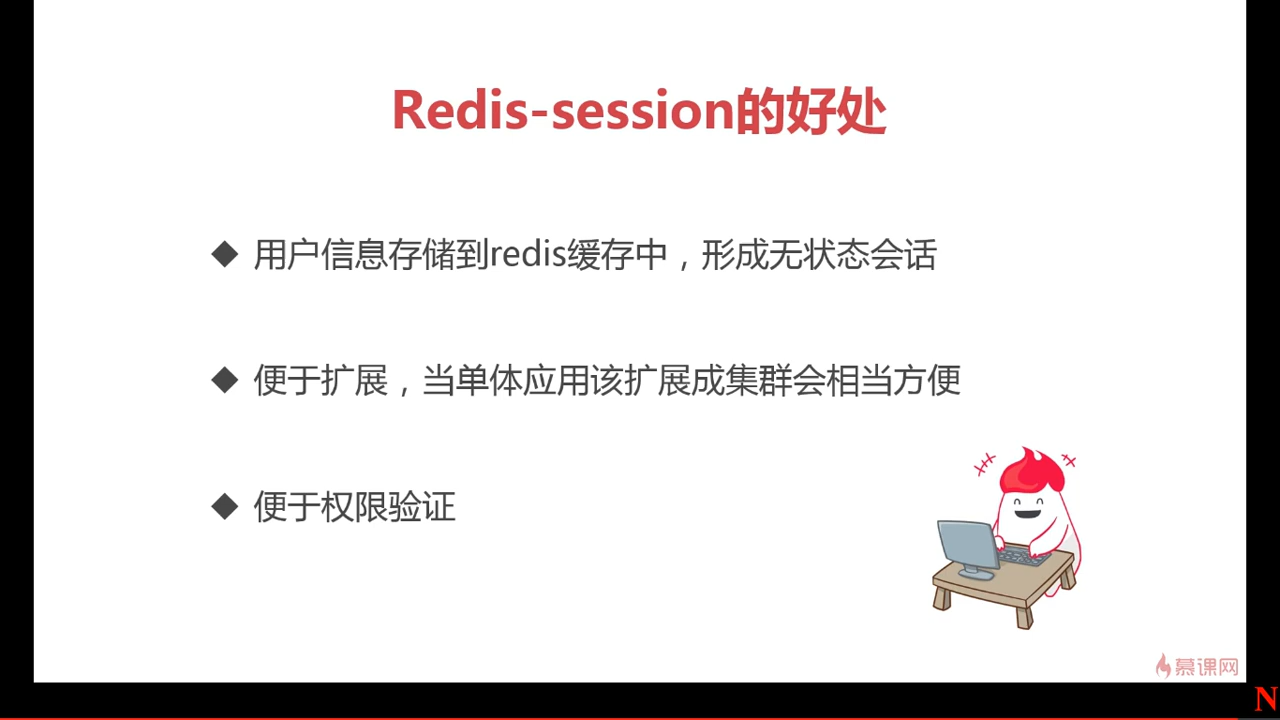 Redis-session的好处
◆ 用户信息存储到redis缓存中，形成无状态会话
◆ 便于扩展，当单体应用该扩展成集群会相当方便
◆ 便于权限验证
慕课网
N